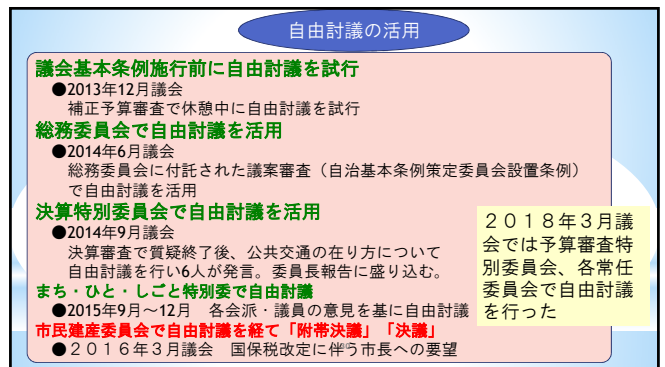 自由討議の活用
議会基本条例施行前に自由討議を試行
●2013年12月議会
補正予算審査で休憩中に自由討議を試行
総務委員会で自由討議を活用
●2014年6月議会
総務委員会に付託された議案審査（自治基本条例策定委員会設置条例）
で自由討議を活用
決算特別委員会で自由討議を活用
●2014年9月議会
決算審査で質疑終了後、公共交通の在り方について
自由討議を行い6人が発言。委員長報告に盛り込む。
まち・ひと・しごと特別委で自由討議
●2015年9月～12月　各会派・議員の意見を基に自由討議
市民建産委員会で自由討議を経て「附帯決議」「決議」
●２０１６年３月議会　国保税改定に伴う市長への要望
２０１８年３月議
会では予算審査特
別委員会、各常任
委員会で自由討議
を行った